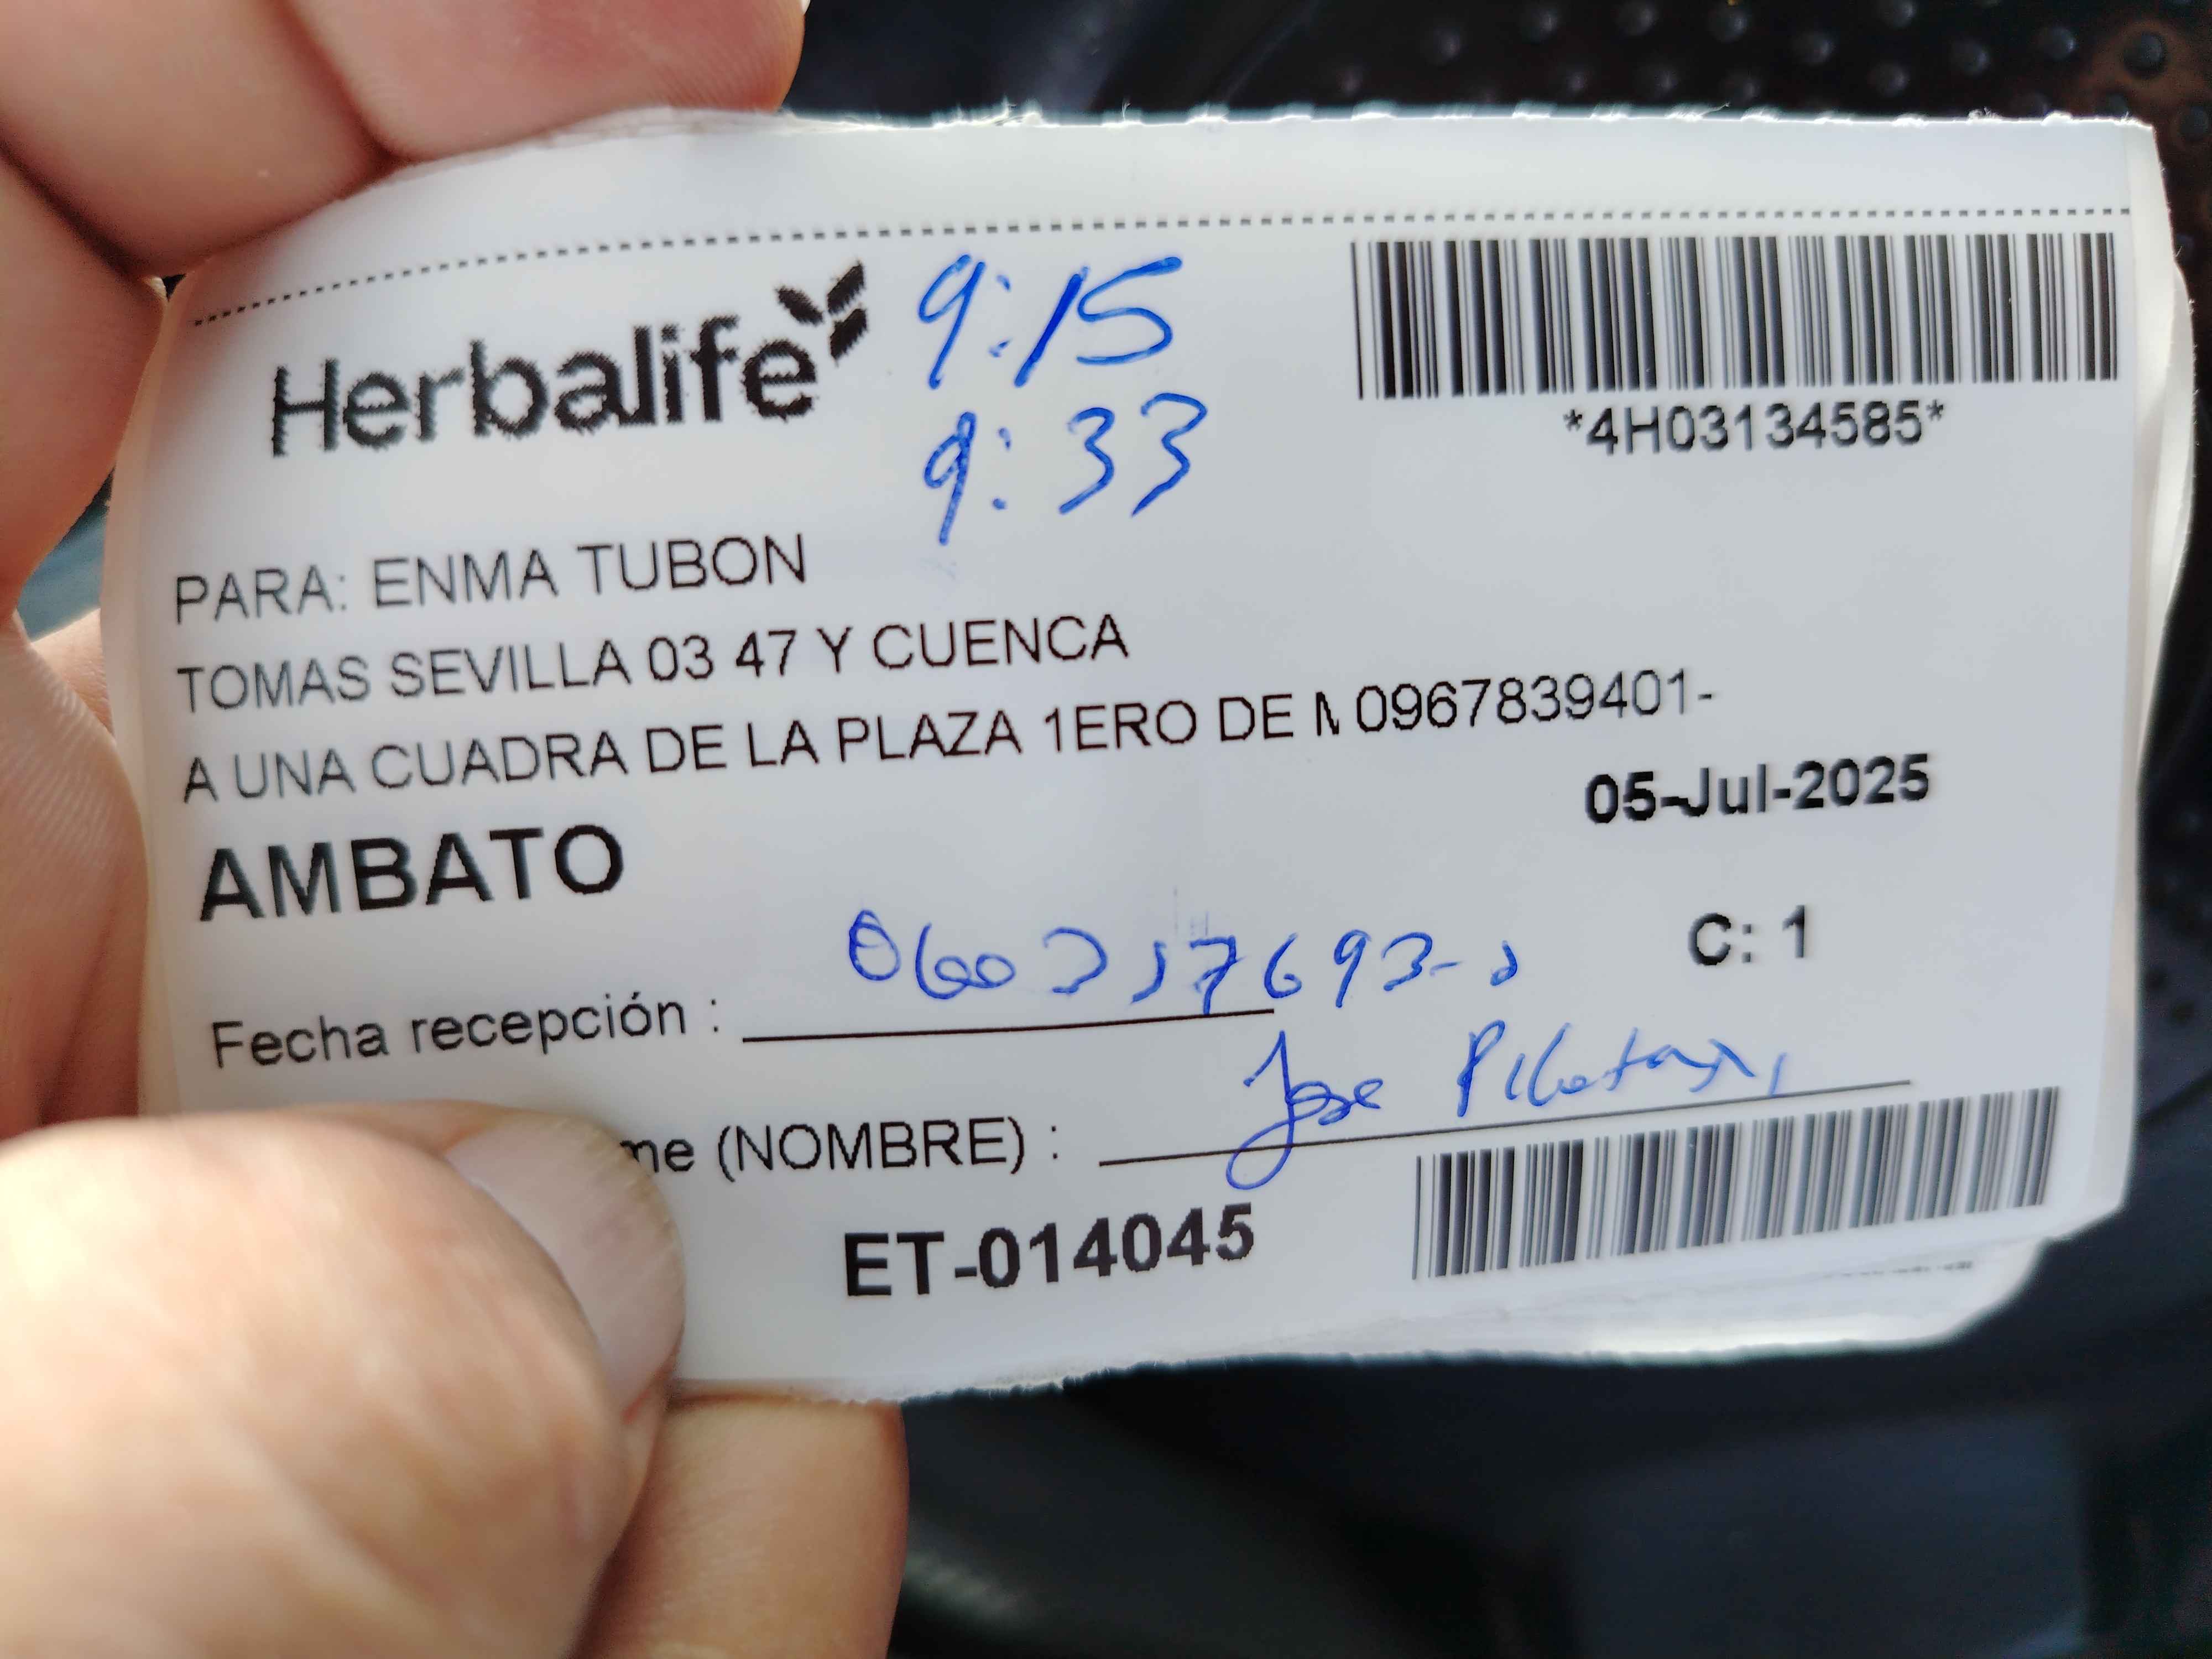 Herbalife
9:15
9:33
*4H03134585*
PARA: ENMA TUBON
TOMAS SEVILLA 03 47 Y CUENCA
A UNA CUADRA DE LA PLAZA 1ERO DE M 0967839401-
05-Jul-2025
AMBATO
C: 1
Fecha recepción :
me (NOMBRE) : Jose
ET-014045